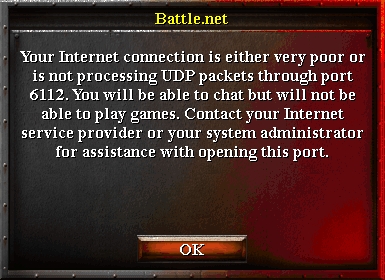 Battle.net
Your Internet connection is either very poor or
is not processing UDP packets through port
6112. You will be able to chat but will not be
able to play games. Contact your Internet
service provider or your system administrator
for assistance with opening this port.
OK